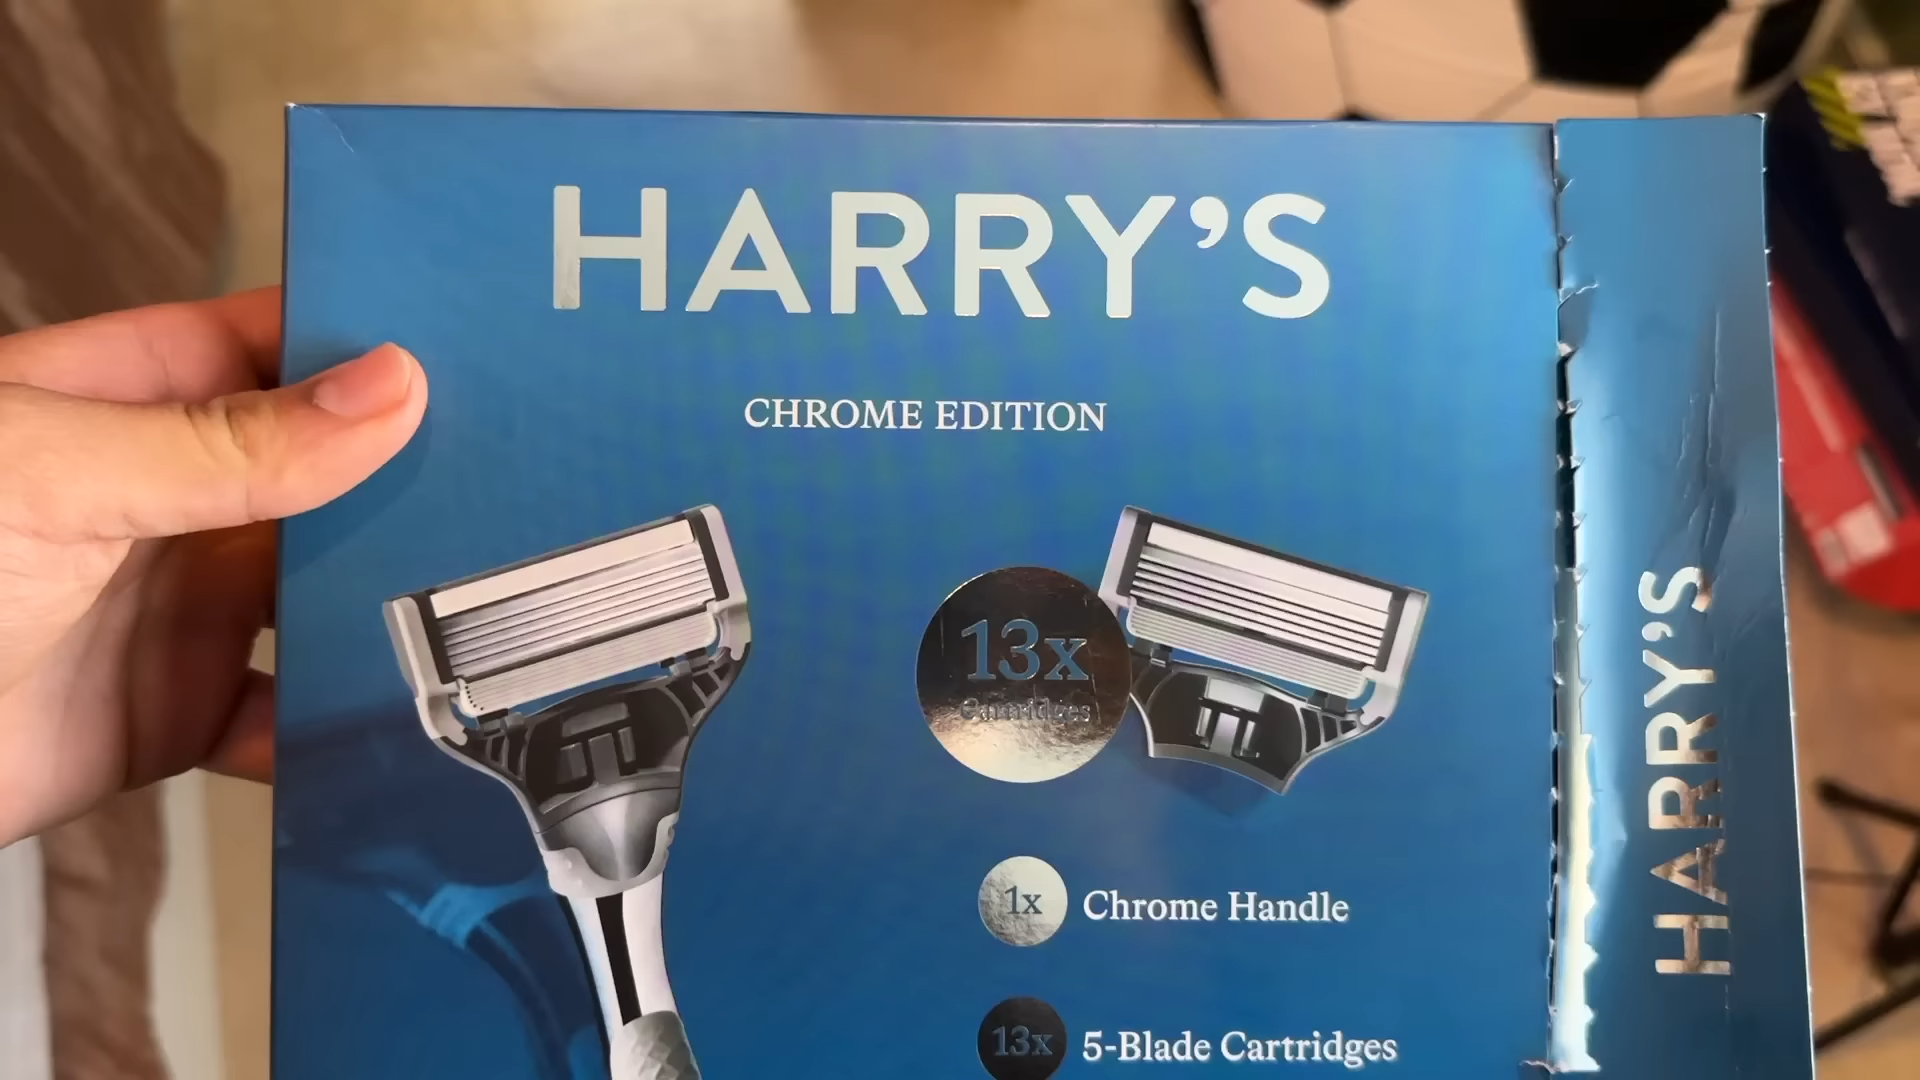 HARRY'S
CHROME EDITION
13x
Cartridges
1x Chrome Handle
13x 5-Blade Cartridges
HARRY'S